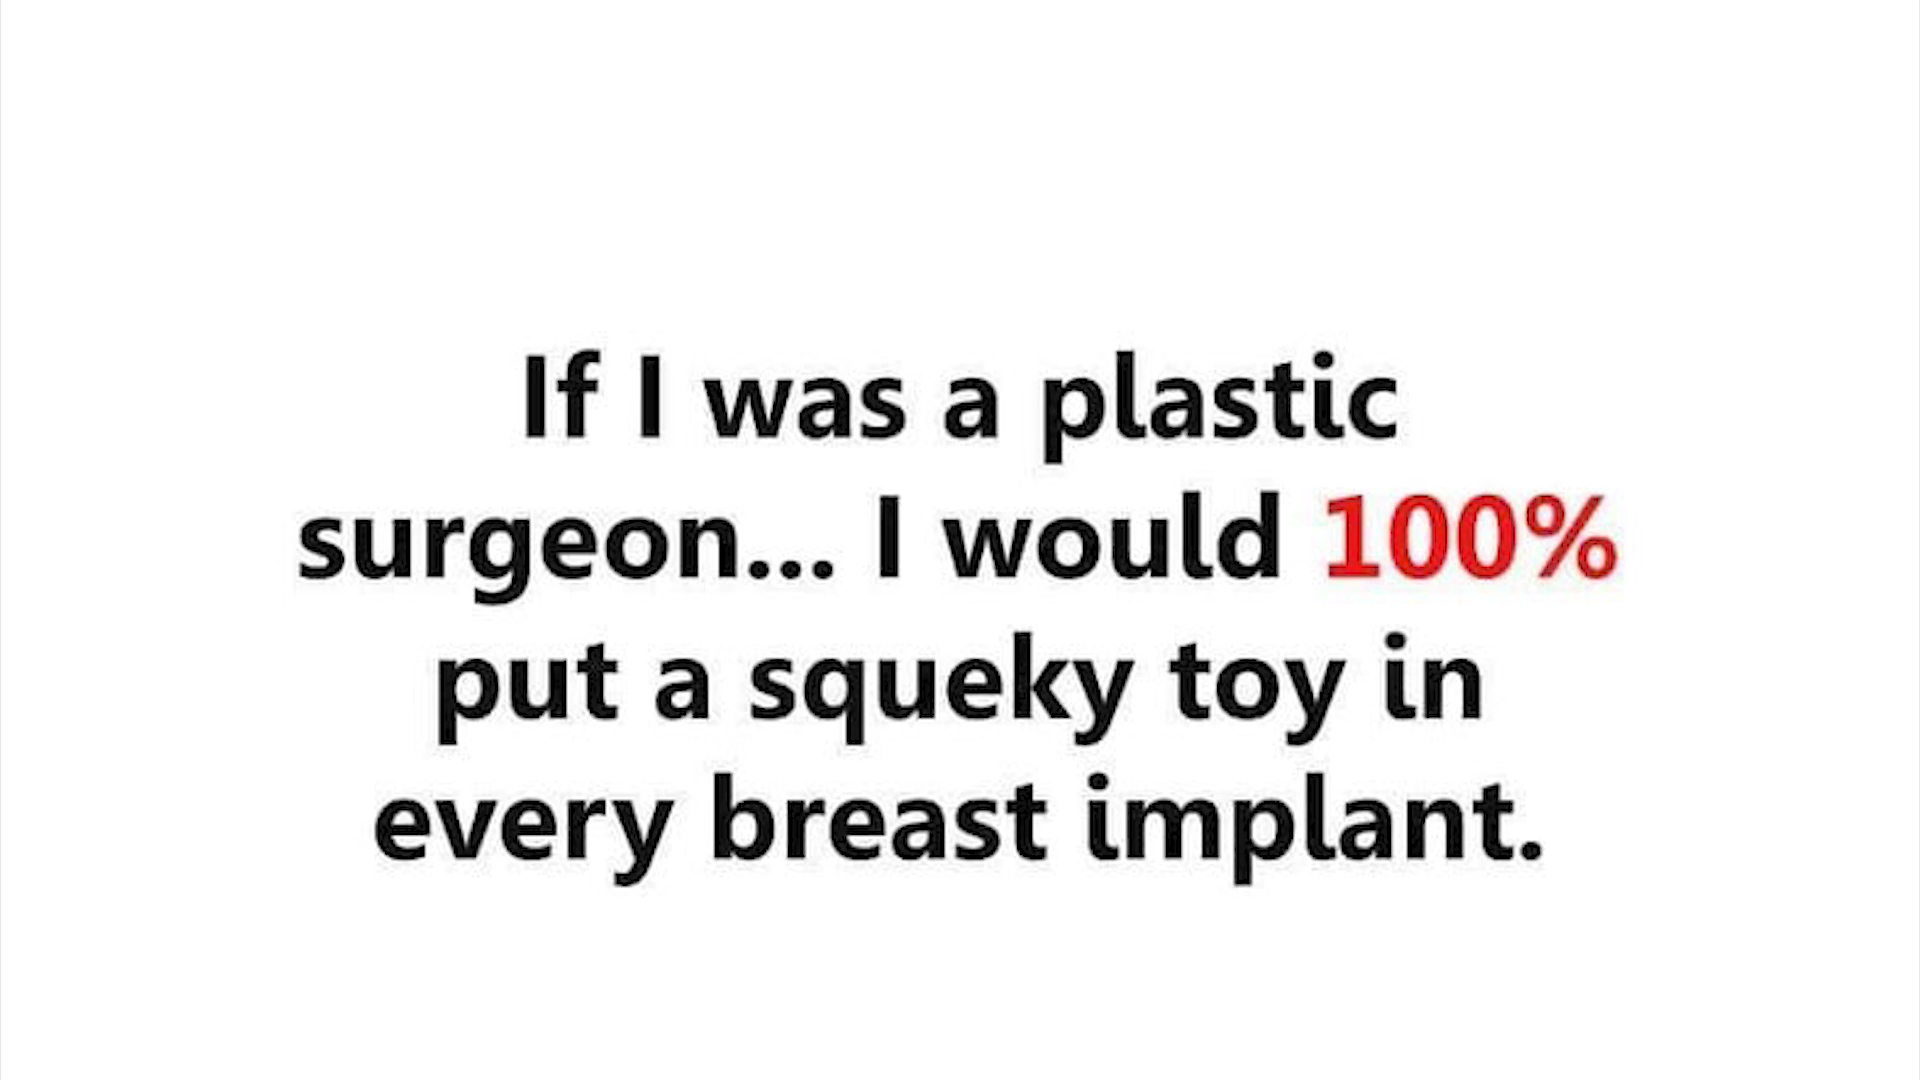 If I was a plastic
surgeon... I would 100%
put a squeky toy in
every breast implant.